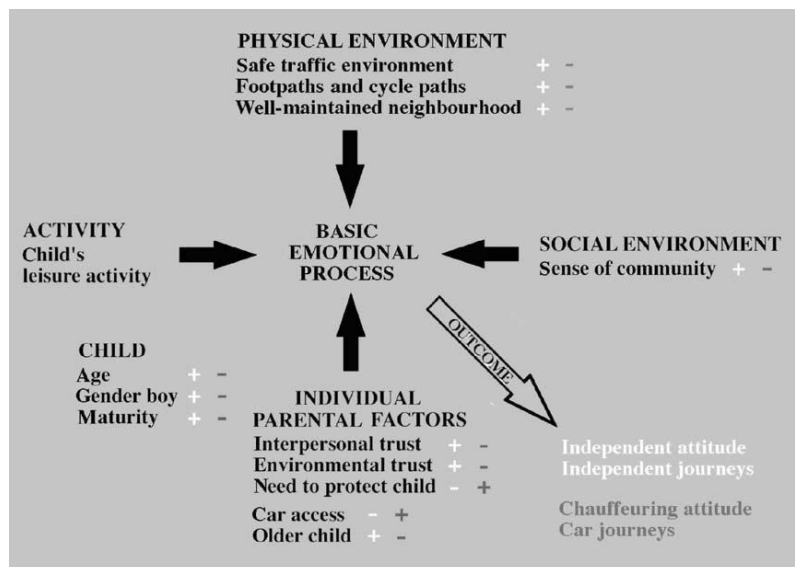 PHYSICAL ENVIRONMENT
Safe traffic environment + -
Footpaths and cycle paths + -
Well-maintained neighbourhood + -
ACTIVITY
Child's
leisure activity
BASIC
EMOTIONAL
PROCESS
SOCIAL ENVIRONMENT
Sense of community + -
OUTCOME
CHILD
Age + -
Gender boy + -
Maturity + -
INDIVIDUAL
PARENTAL FACTORS
Interpersonal trust + -
Environmental trust + -
Need to protect child - +
Car access - +
Older child + -
Independent attitude
Independent journeys
Chauffeuring attitude
Car journeys